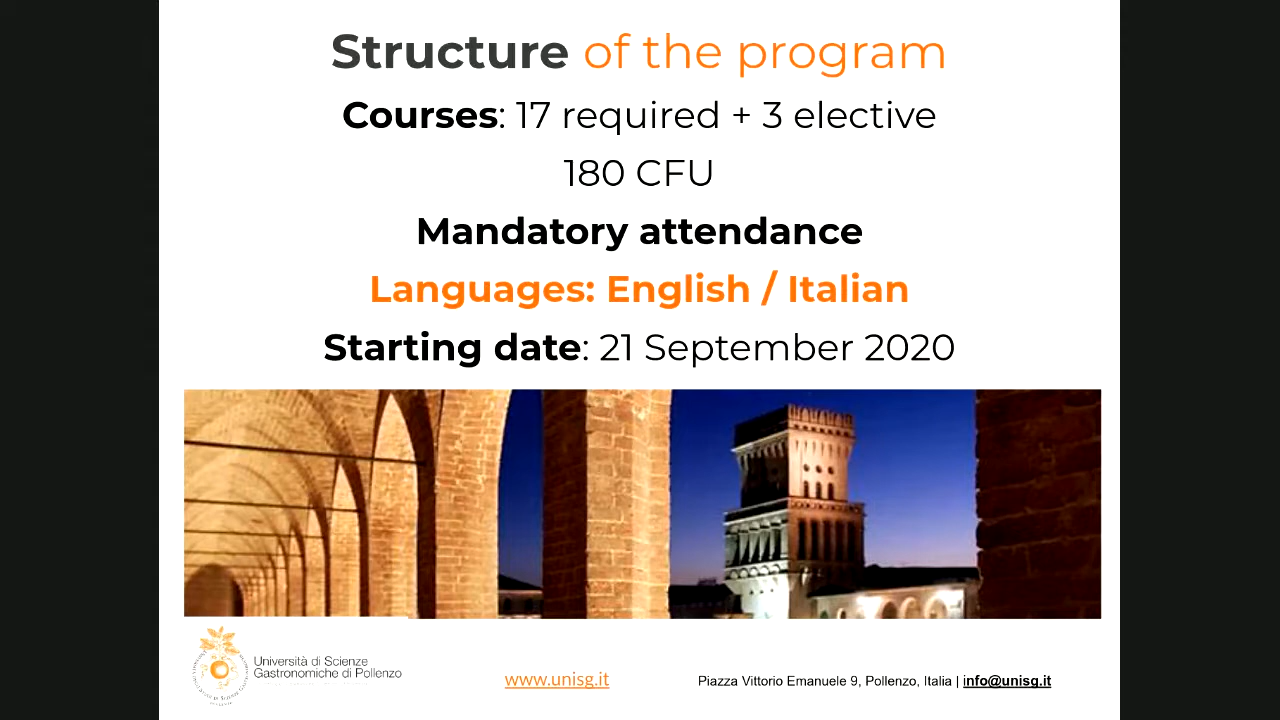 Structure of the program
Courses: 17 required + 3 elective
180 CFU
Mandatory attendance
Languages: English / Italian
Starting date: 21 September 2020
Università di Scienze
Gastronomiche di Pollenzo
www.unisg.it
Piazza Vittorio Emanuele 9, Pollenzo, Italia | info@unisg.it